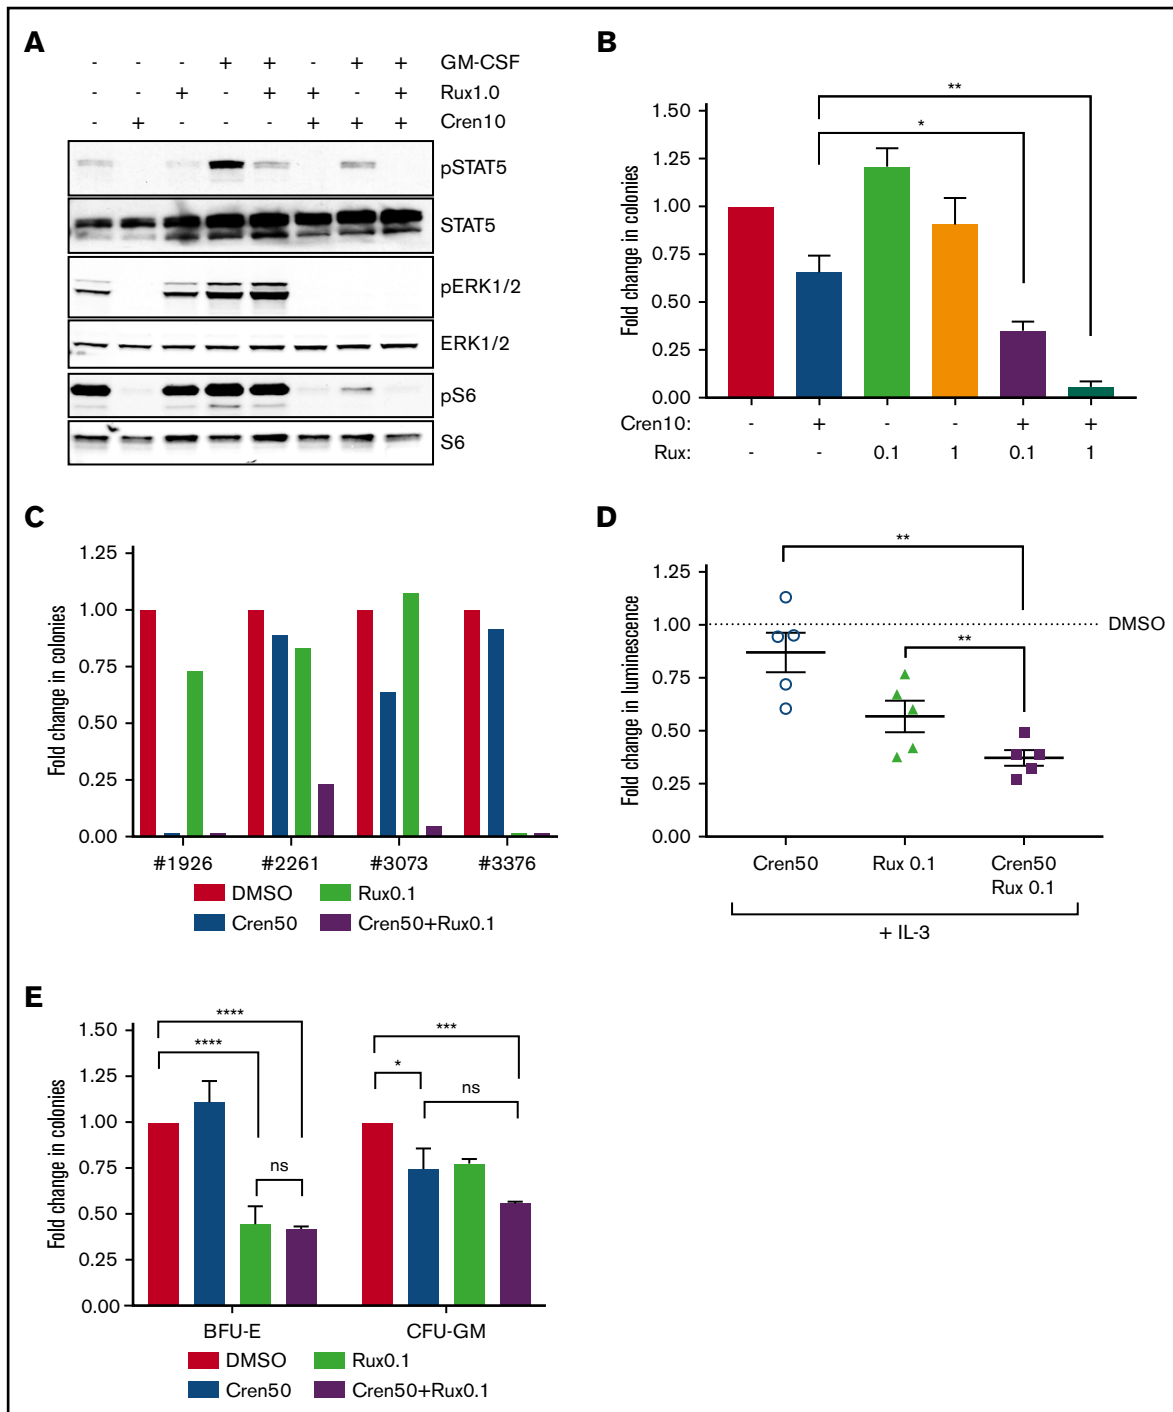 A
- - - + + - + + GM-CSF
- - + - + + - + Rux1.0
- + - - - + + + Cren10
pSTAT5
STAT5
pERK1/2
ERK1/2
pS6
S6
B
**
*
1.50
1.00
0.75
0.50
0.25
0.00
Fold change in colonies
Cren10: - + - - + +
Rux: - - 0.1 1 0.1 1
C
1.25
1.00
0.75
0.50
0.25
0.00
Fold change in colonies
#1926 #2261 #3073 #3376
DMSO Rux0.1
Cren50 Cren50+Rux0.1
D
**
**
1.25
1.00
0.75
0.50
0.25
0.00
Fold change in luminescence
DMSO
Cren50 Rux 0.1 Cren50
Rux 0.1
+ IL-3
E
****
****
ns
***
*
ns
1.50
1.25
1.00
0.75
0.50
0.25
0.00
Fold change in colonies
BFU-E CFU-GM
DMSO Rux0.1
Cren50 Cren50+Rux0.1